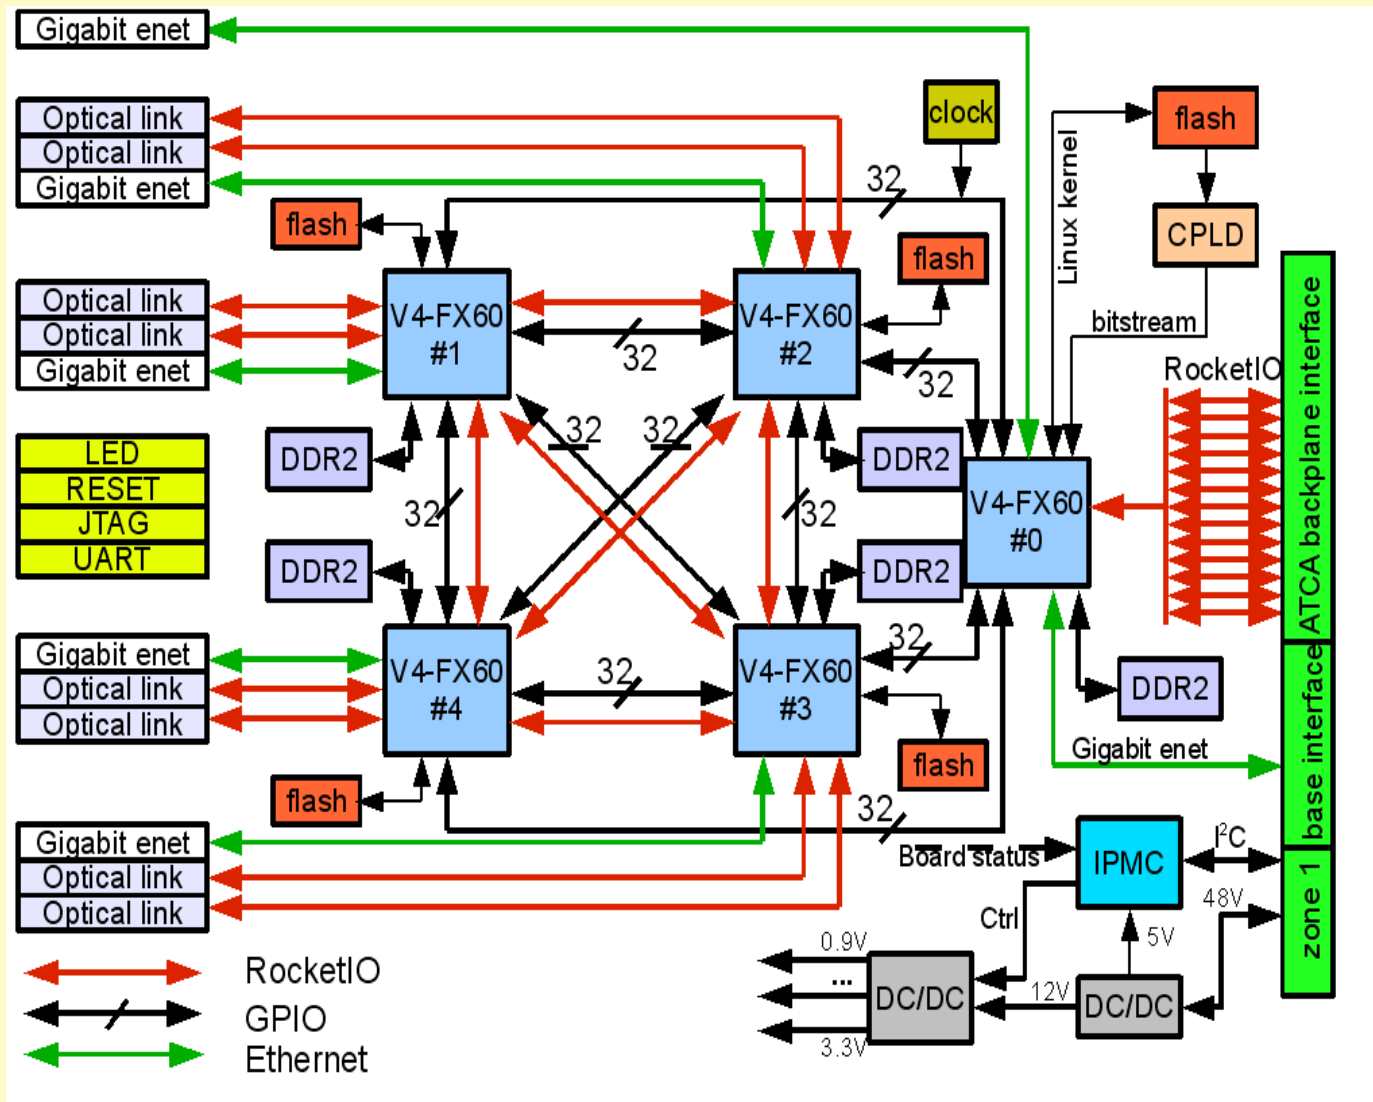 Gigabit enet
Optical link
Optical link
Gigabit enet
clock
flash
Linux kernel
32
flash
CPLD
flash
Optical link
Optical link
Gigabit enet
V4-FX60
#1
V4-FX60
#2
32
32
bitstream
RocketIO
ATCA backplane interface
LED
RESET
JTAG
UART
DDR2
32
32
DDR2
32
32
V4-FX60
#0
DDR2
DDR2
Gigabit enet
Optical link
Optical link
V4-FX60
#4
32
V4-FX60
#3
32
DDR2
base interface
Gigabit enet
flash
flash
32
Gigabit enet
Optical link
Optical link
Board status
IPMC
I²C
zone 1
48V
Ctrl
5V
0.9V
...
3.3V
DC/DC
12V
DC/DC
RocketIO
GPIO
Ethernet